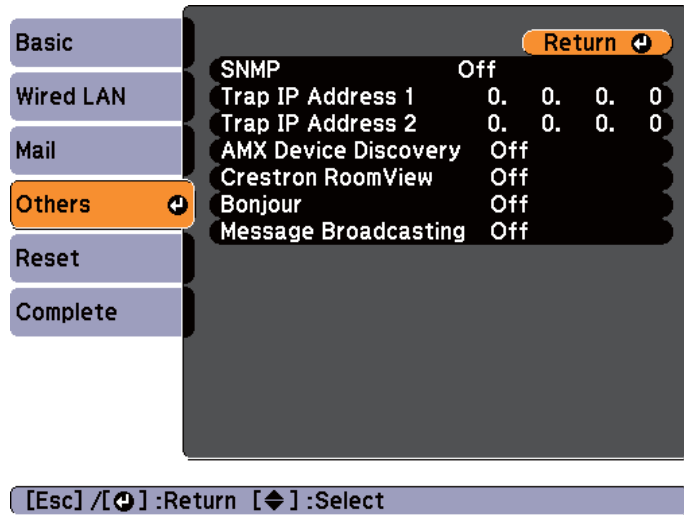 Basic
Wired LAN
Mail
Others
Reset
Complete
Return
SNMP Off
Trap IP Address 1 0. 0. 0. 0
Trap IP Address 2 0. 0. 0. 0
AMX Device Discovery Off
Crestron RoomView Off
Bonjour Off
Message Broadcasting Off
[Esc] /[⏎] :Return [◆] :Select